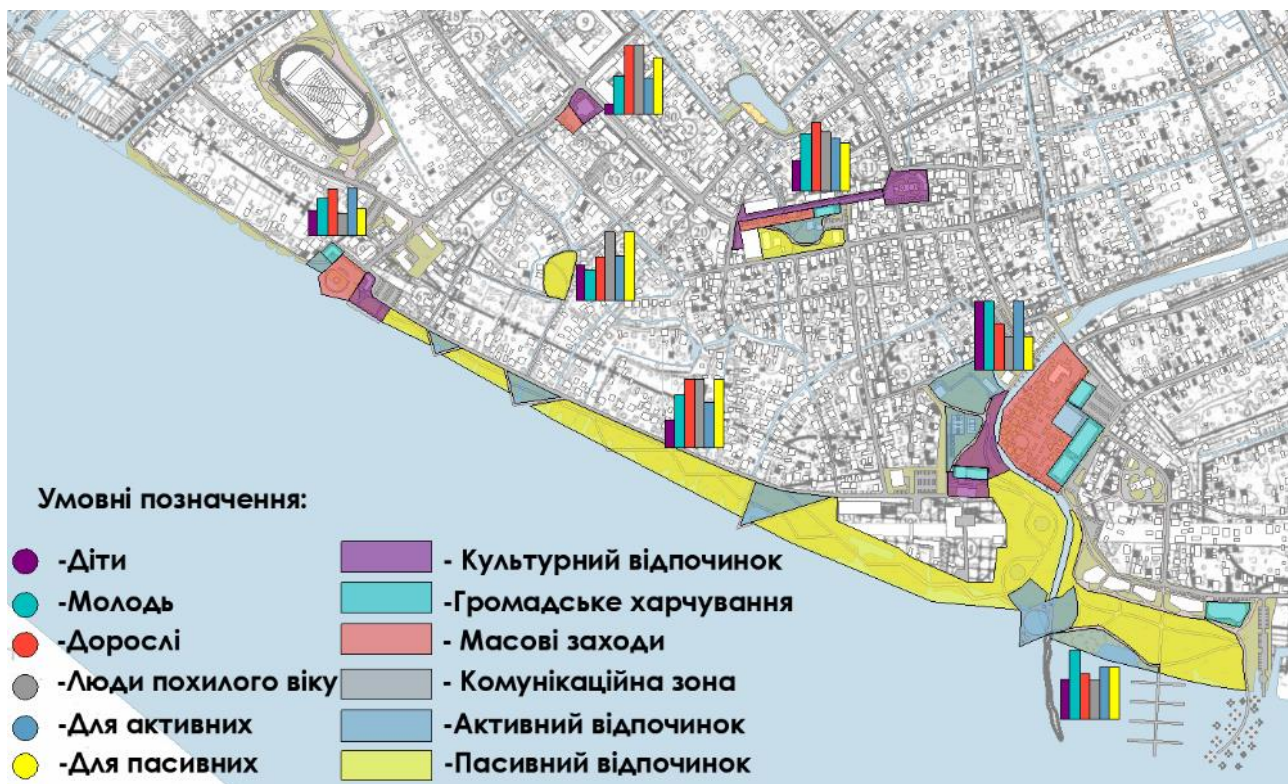 Умовні позначення:
-Діти
-Молодь
-Дорослі
-Люди похилого віку
-Для активних
-Для пасивних
- Культурний відпочинок
-Громадське харчування
- Масові заходи
- Комунікаційна зона
-Активний відпочинок
-Пасивний відпочинок